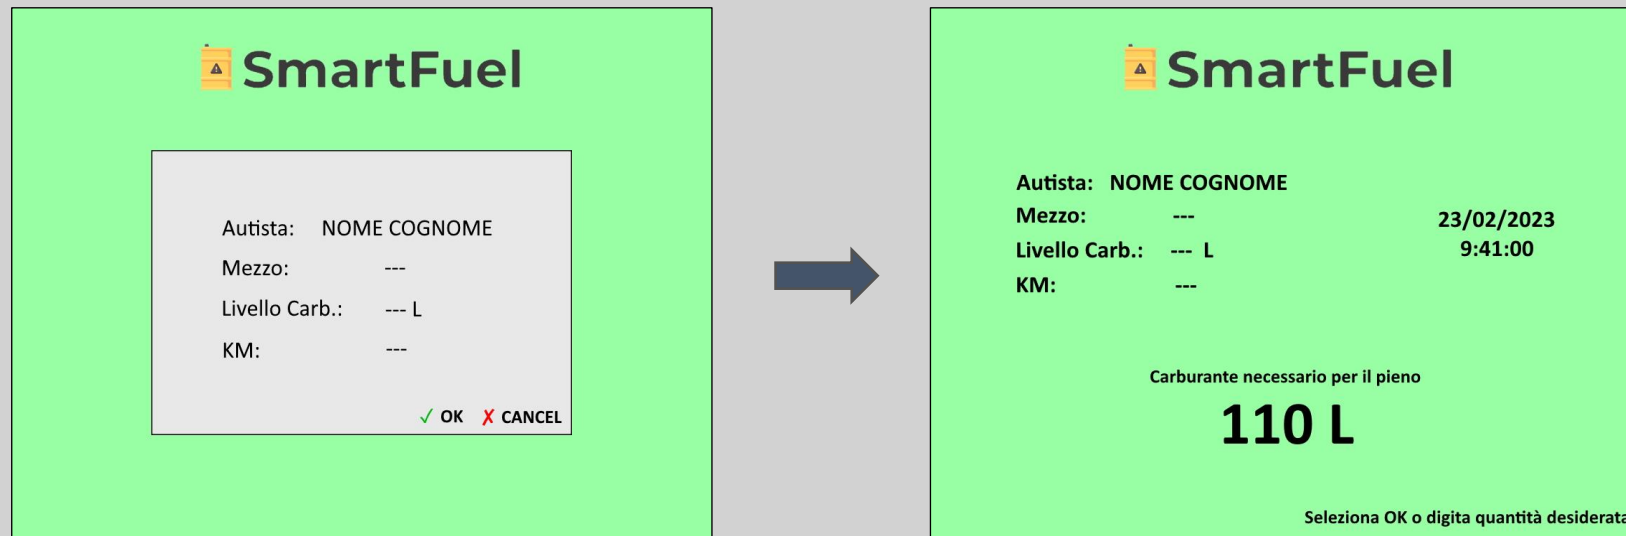 SmartFuel
Autista: NOME COGNOME
Mezzo: ---
Livello Carb.: --- L
KM: ---
✓ OK ✗ CANCEL
SmartFuel
Autista: NOME COGNOME
Mezzo: ---
Livello Carb.: --- L
KM: ---
23/02/2023
9:41:00
Carburante necessario per il pieno
110 L
Seleziona OK o digita quantità desiderata